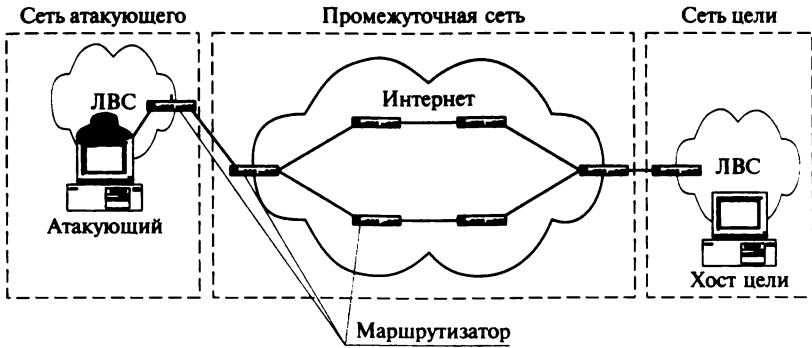 Сеть атакующего
Промежуточная сеть
Сеть цели
ЛВС
Интернет
ЛВС
Атакующий
Хост цели
Маршрутизатор